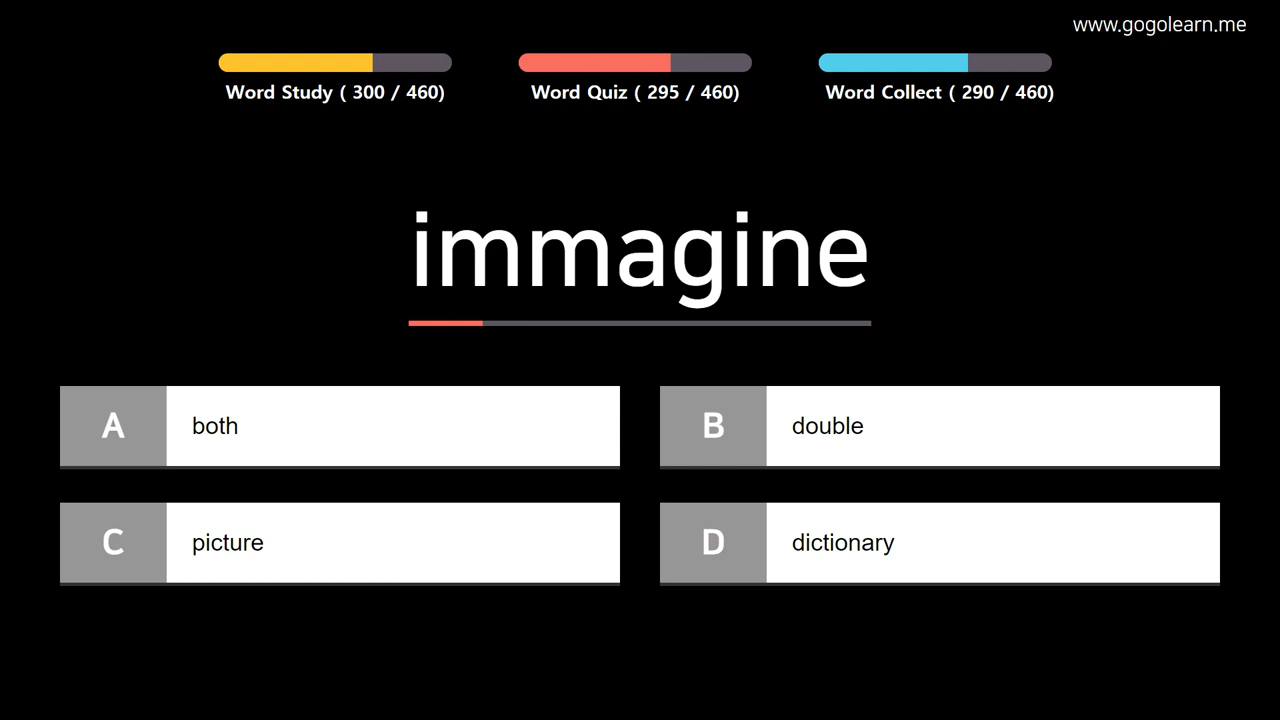 www.gogolearn.me
Word Study ( 300 / 460)
Word Quiz ( 295 / 460)
Word Collect ( 290 / 460)
immagine
A both
B double
C picture
D dictionary